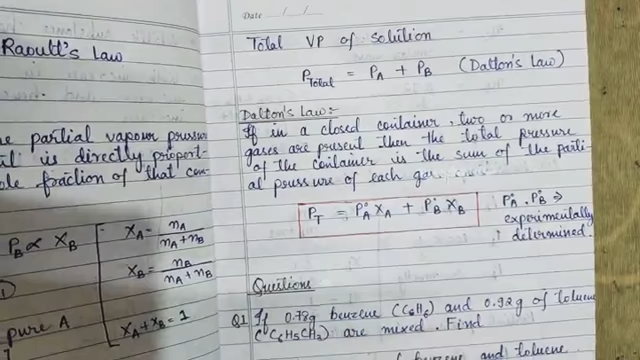 Date __/__/__
Raoult's Law
partial vapour pressure
is directly proport-
fraction of that com
P_B ∝ X_B
X_A = n_A / n_A + n_B
X_B = n_B / n_A + n_B
pure A
X_A + X_B = 1
Total VP of solution
P_Total = P_A + P_B (Dalton's Law)
Dalton's Law:-
If in a closed container, two or more
gases are present then the total pressure
of the container is the sum of the parti-
al pressure of each gas
P_T = P°_A X_A + P°_B X_B
P°_A, P°_B ⇒
experimentally
determined.
Questions
Q1 If 0.78g benzene (C6H6) and 0.92g of toluene
(C6H5CH3) are mixed. Find
benzene and toluene